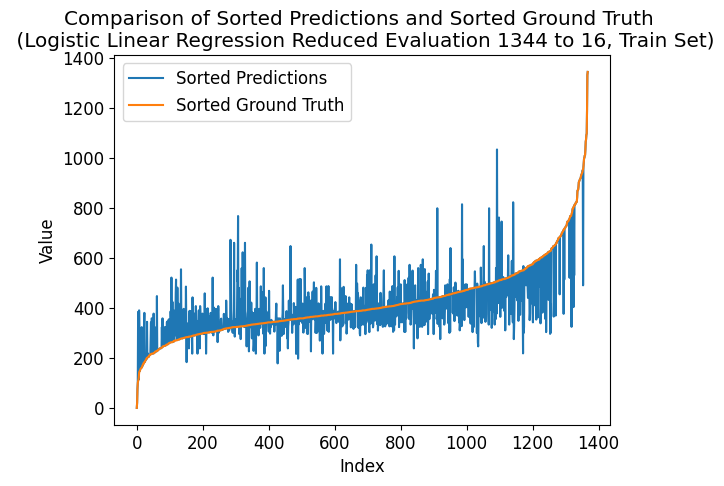 Comparison of Sorted Predictions and Sorted Ground Truth
(Logistic Linear Regression Reduced Evaluation 1344 to 16, Train Set)
1400
1200
1000
800
600
400
200
0
Value
Sorted Predictions
Sorted Ground Truth
0 200 400 600 800 1000 1200 1400
Index